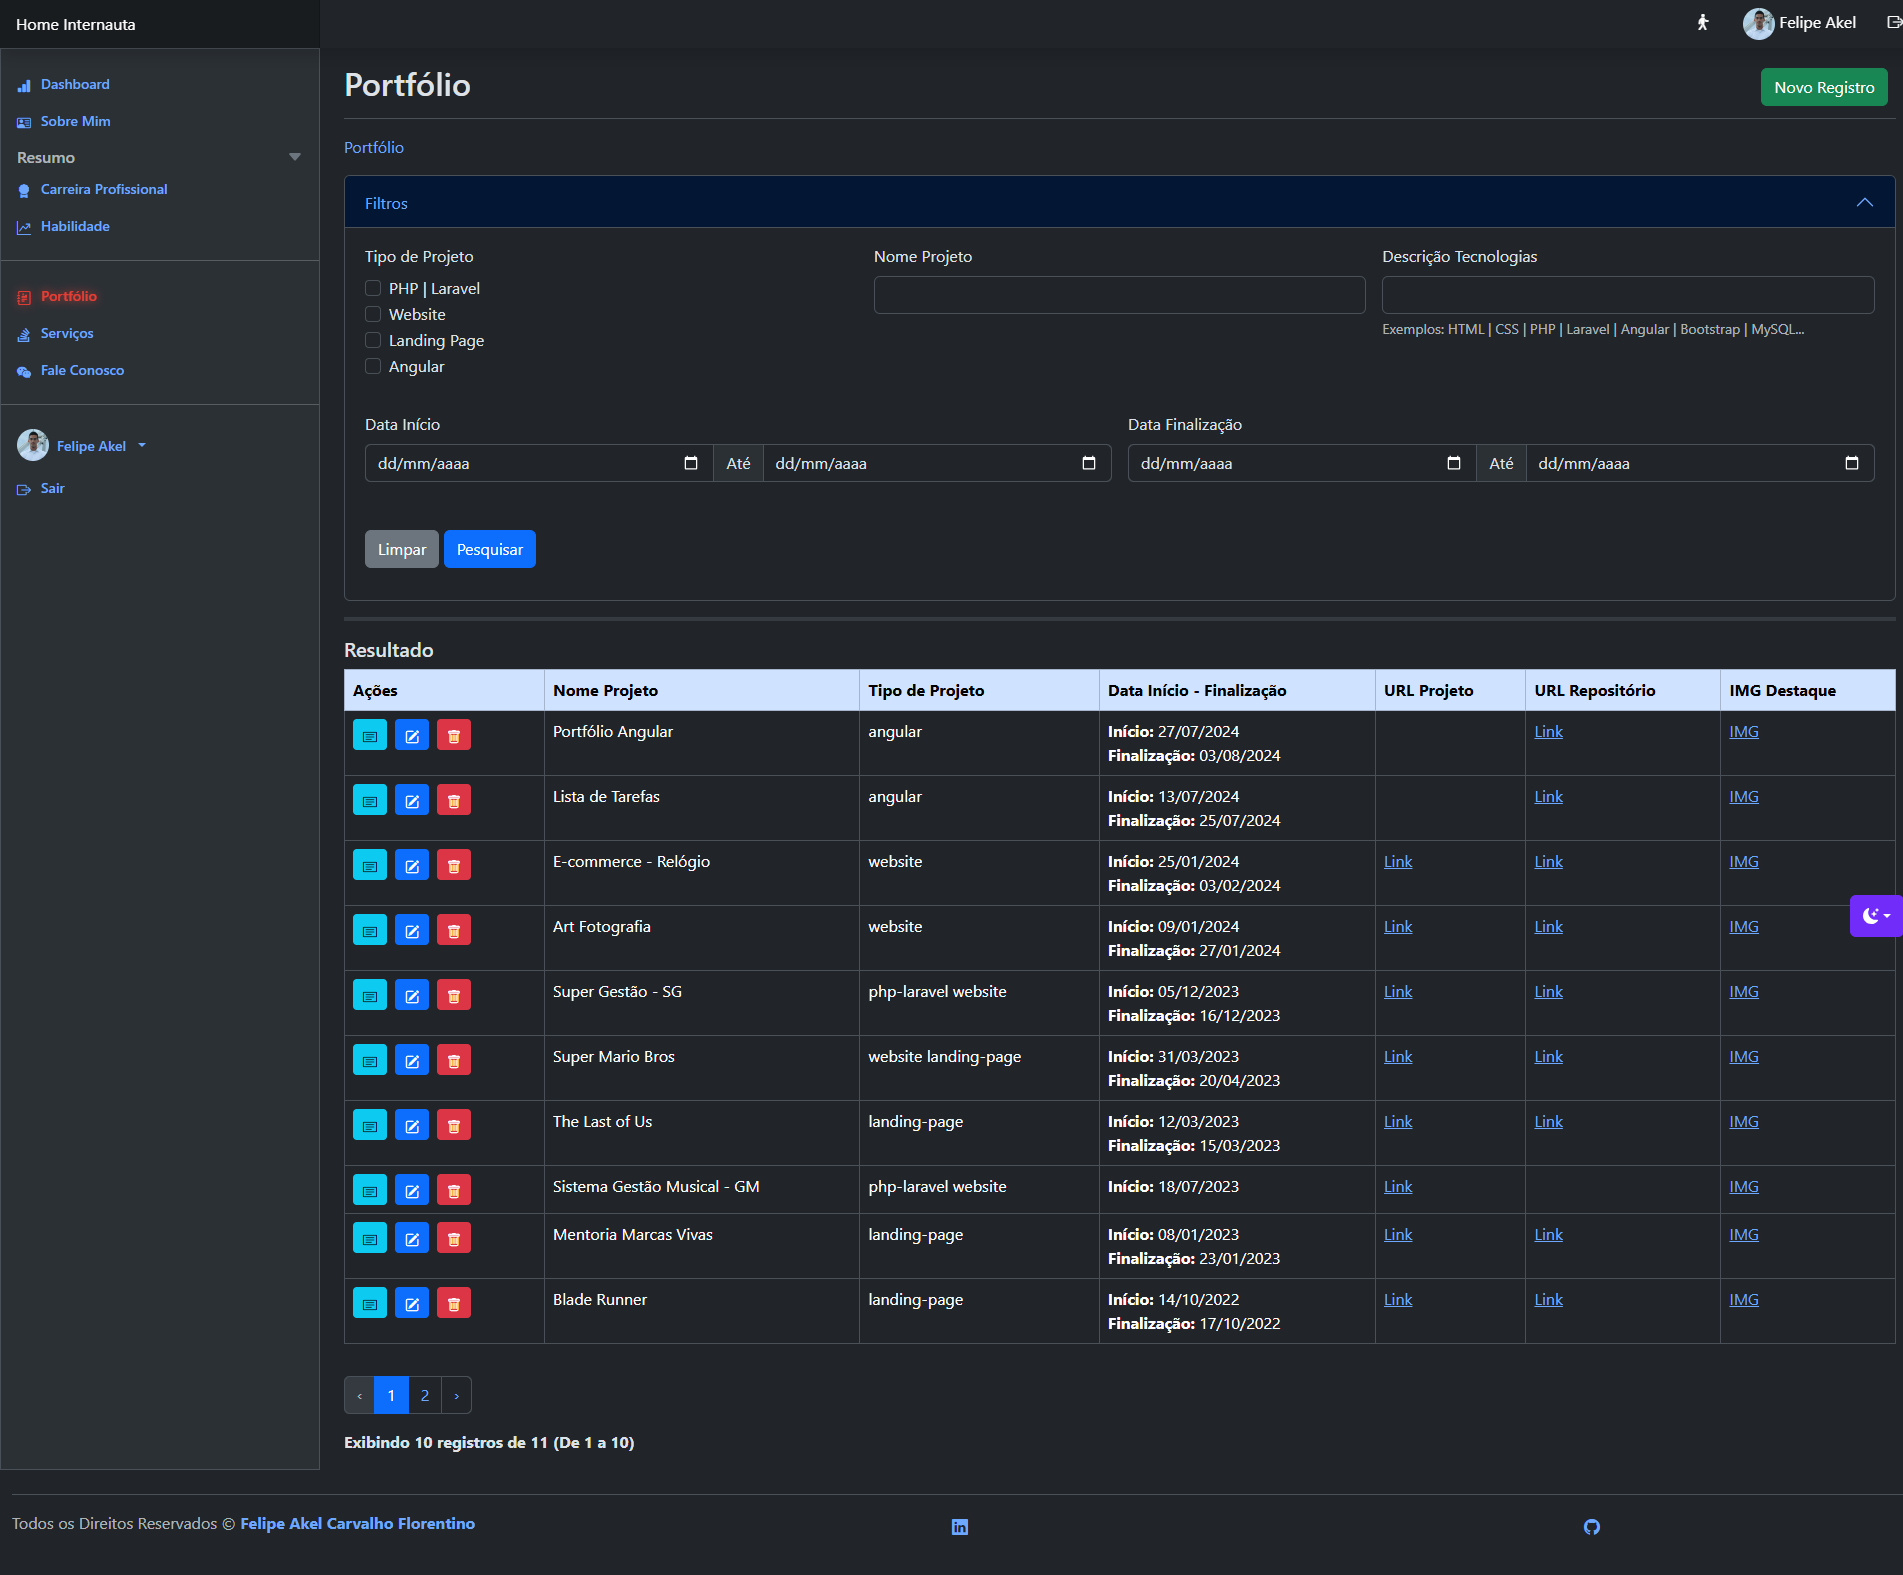 Home Internauta
Felipe Akel
Dashboard
Sobre Mim
Resumo
Carreira Profissional
Habilidade
Portfólio
Serviços
Fale Conosco
Felipe Akel
Sair
Portfólio
Novo Registro
Portfólio
Filtros
Tipo de Projeto
PHP | Laravel
Website
Landing Page
Angular
Nome Projeto
Descrição Tecnologias
Exemplos: HTML | CSS | PHP | Laravel | Angular | Bootstrap | MySQL...
Data Início
dd/mm/aaaa Até dd/mm/aaaa
Data Finalização
dd/mm/aaaa Até dd/mm/aaaa
Limpar Pesquisar
Resultado
Ações Nome Projeto Tipo de Projeto Data Início - Finalização URL Projeto URL Repositório IMG Destaque
Portfólio Angular angular Início: 27/07/2024 Link IMG
Finalização: 03/08/2024
Lista de Tarefas angular Início: 13/07/2024 Link IMG
Finalização: 25/07/2024
E-commerce - Relógio website Início: 25/01/2024 Link Link IMG
Finalização: 03/02/2024
Art Fotografia website Início: 09/01/2024 Link Link IMG
Finalização: 27/01/2024
Super Gestão - SG php-laravel website Início: 05/12/2023 Link Link IMG
Finalização: 16/12/2023
Super Mario Bros website landing-page Início: 31/03/2023 Link Link IMG
Finalização: 20/04/2023
The Last of Us landing-page Início: 12/03/2023 Link Link IMG
Finalização: 15/03/2023
Sistema Gestão Musical - GM php-laravel website Início: 18/07/2023 Link IMG
Mentoria Marcas Vivas landing-page Início: 08/01/2023 Link Link IMG
Finalização: 23/01/2023
Blade Runner landing-page Início: 14/10/2022 Link Link IMG
Finalização: 17/10/2022
‹ 1 2 ›
Exibindo 10 registros de 11 (De 1 a 10)
Todos os Direitos Reservados © Felipe Akel Carvalho Florentino